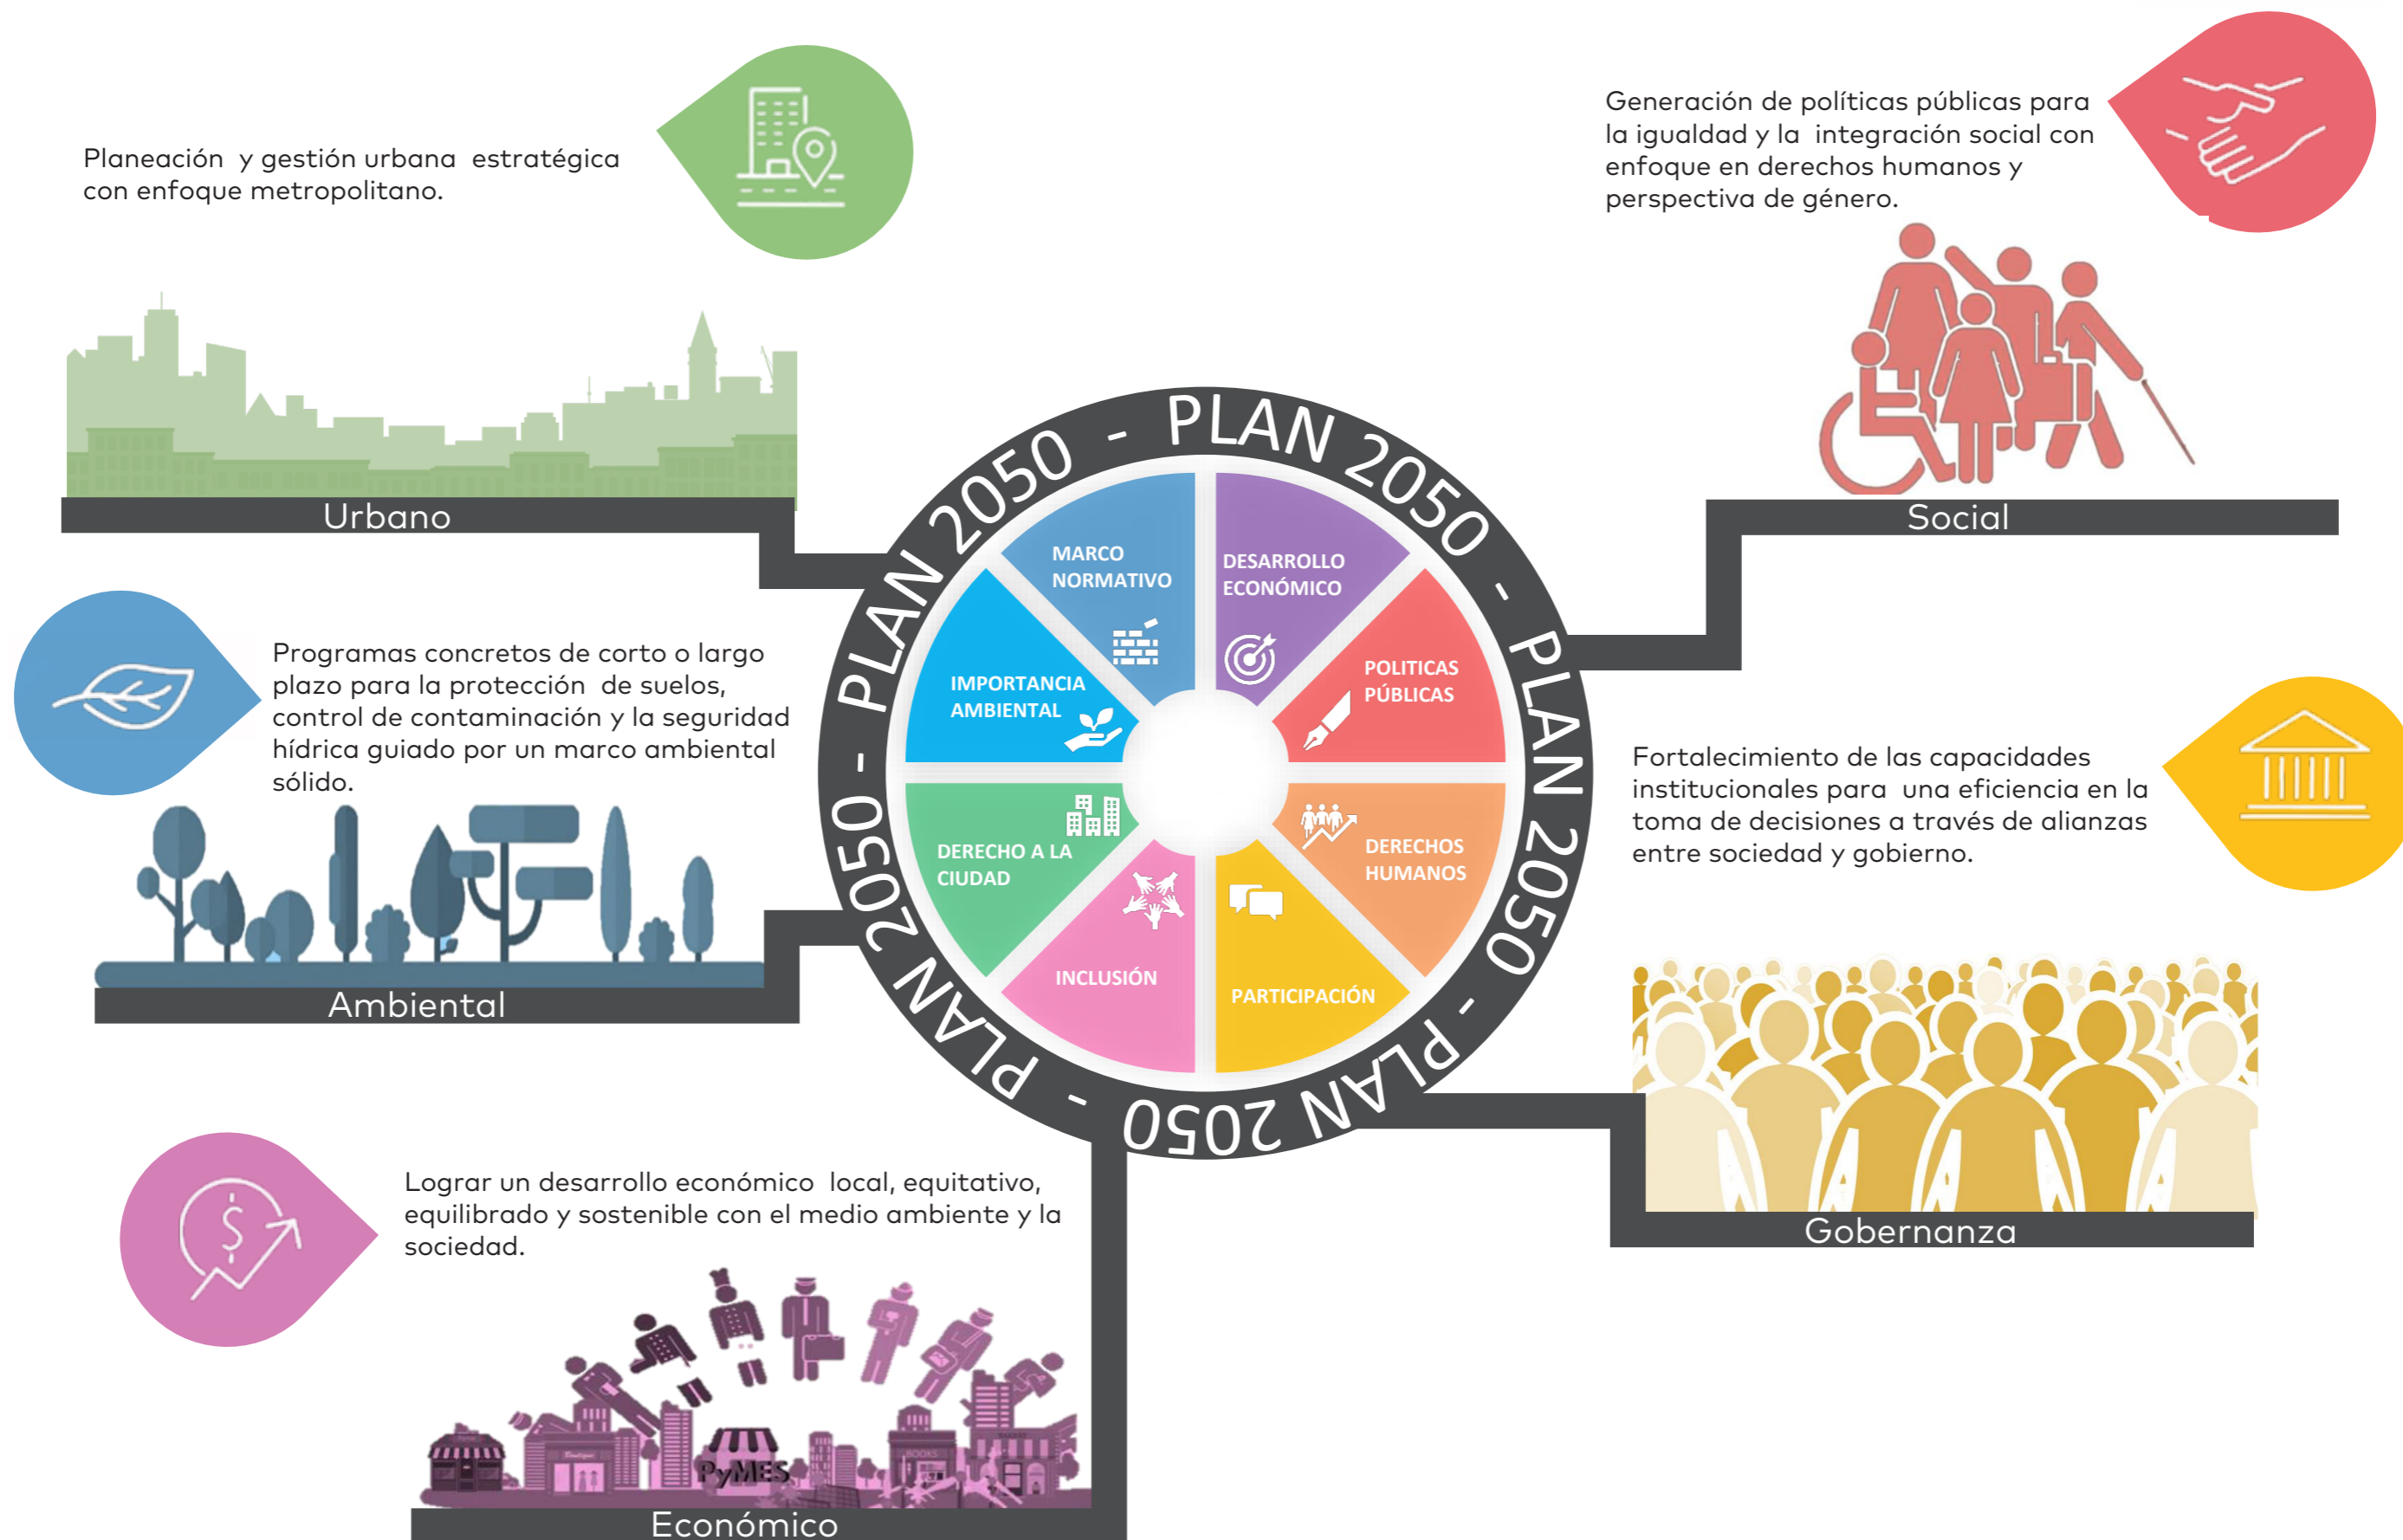 Planeación y gestión urbana estratégica
con enfoque metropolitano.
Urbano
Generación de políticas públicas para
la igualdad y la integración social con
enfoque en derechos humanos y
perspectiva de género.
Social
PLAN 2050 - PLAN 2050 - PLAN 2050 - PLAN 2050 - PLAN 2050 -
MARCO
NORMATIVO
DESARROLLO
ECONÓMICO
POLITICAS
PÚBLICAS
DERECHOS
HUMANOS
PARTICIPACIÓN
INCLUSIÓN
DERECHO A LA
CIUDAD
IMPORTANCIA
AMBIENTAL
Programas concretos de corto o largo
plazo para la protección de suelos,
control de contaminación y la seguridad
hídrica guiado por un marco ambiental
sólido.
Ambiental
Fortalecimiento de las capacidades
institucionales para una eficiencia en la
toma de decisiones a través de alianzas
entre sociedad y gobierno.
Gobernanza
Lograr un desarrollo económico local, equitativo,
equilibrado y sostenible con el medio ambiente y la
sociedad.
Boutique
PyMES
BOOKS
Económico